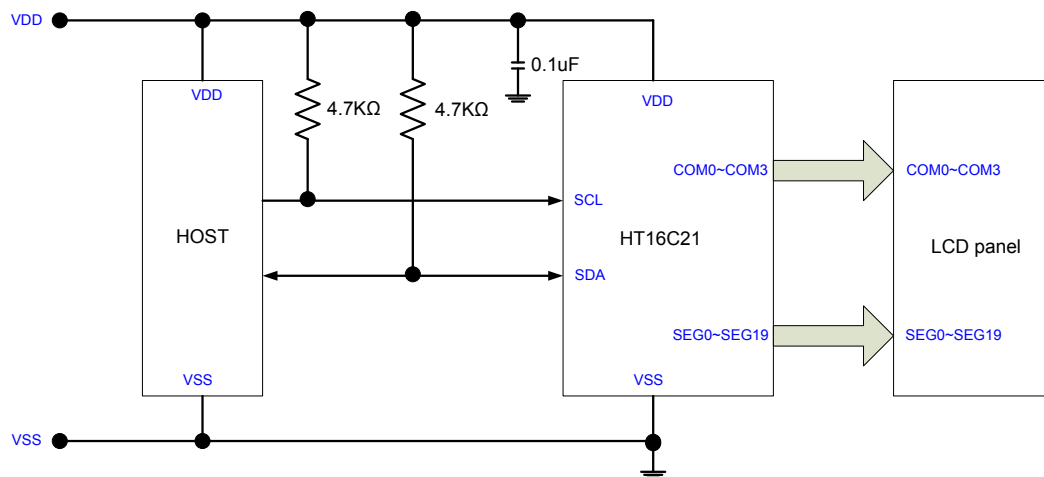 VDD
0.1uF
VDD
4.7KΩ
4.7KΩ
VDD
COM0~COM3
COM0~COM3
SCL
HOST
HT16C21
LCD panel
SDA
SEG0~SEG19
SEG0~SEG19
VSS
VSS
VSS